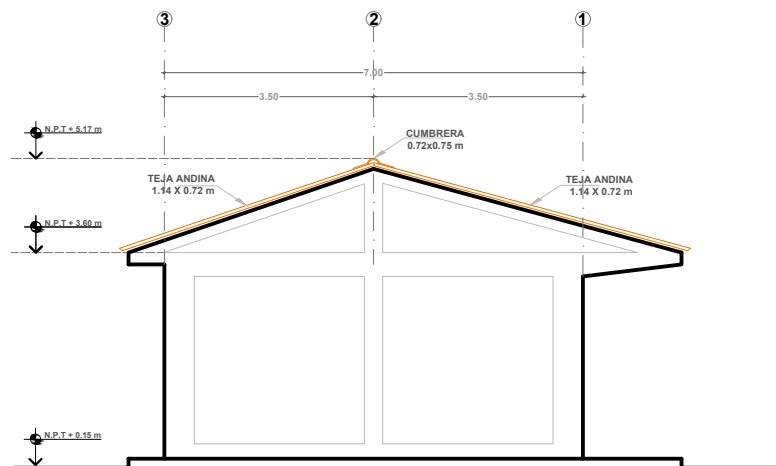 3 2 1
7.00
3.50 3.50
N.P.T + 5.17 m
CUMBRERA
0.72x0.75 m
TEJA ANDINA
1.14 X 0.72 m
TEJA ANDINA
1.14 X 0.72 m
N.P.T + 3.60 m
N.P.T + 0.15 m